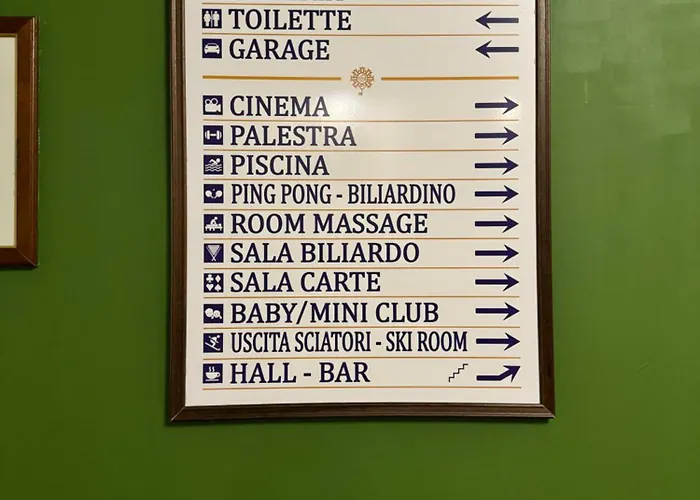 TOILETTE
GARAGE
CINEMA
PALESTRA
PISCINA
PING PONG - BILIARDINO
ROOM MASSAGE
SALA BILIARDO
SALA CARTE
BABY/MINI CLUB
USCITA SCIATORI - SKI ROOM
HALL - BAR